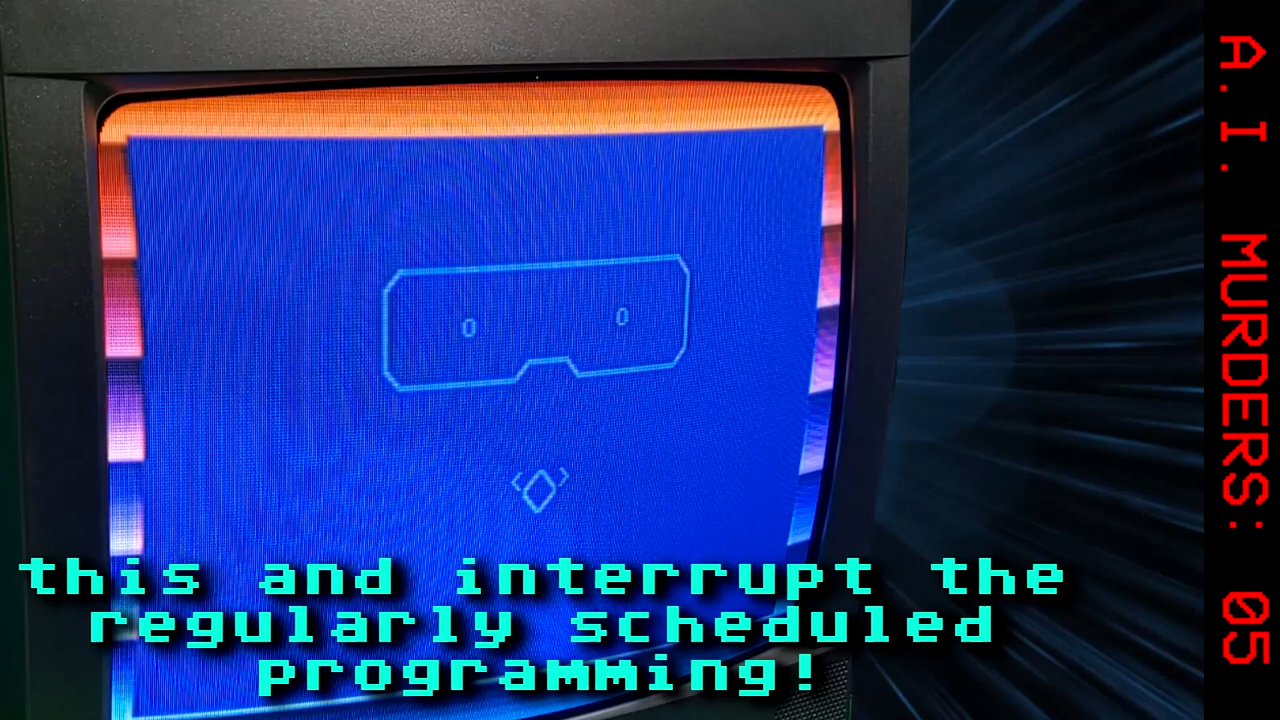 this and interrupt the
regularly scheduled
programming!
A.I. MURDERS: 05